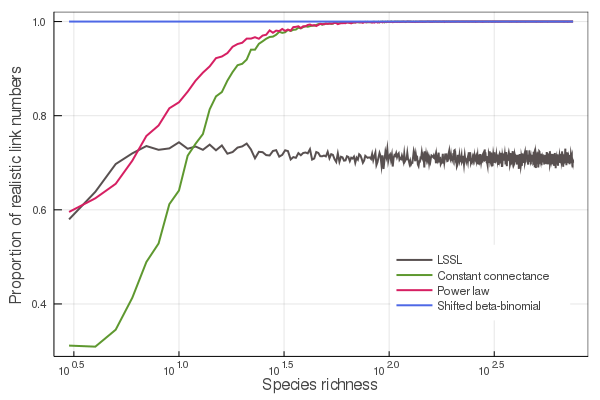 Proportion of realistic link numbers
1.0
0.8
0.6
0.4
LSSL
Constant connectance
Power law
Shifted beta-binomial
10^0.5 10^1.0 10^1.5 10^2.0 10^2.5
Species richness